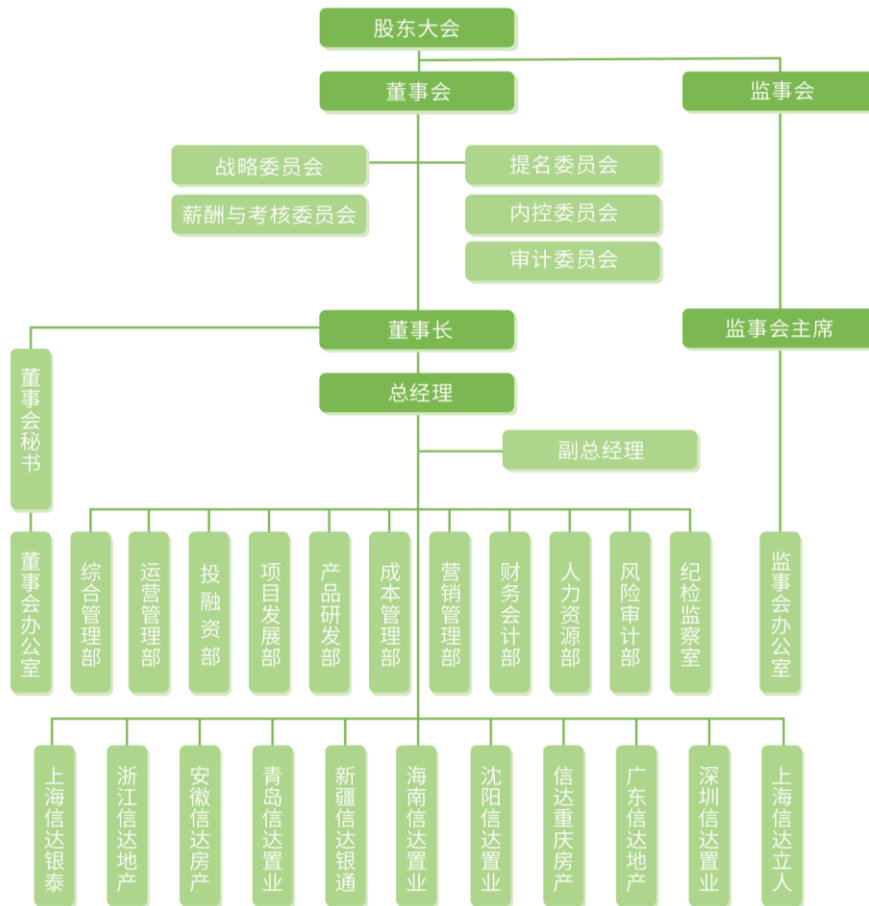 股东大会
董事会
监事会
战略委员会
提名委员会
薪酬与考核委员会
内控委员会
审计委员会
董事长
监事会主席
董事会秘书
总经理
副总经理
董事会办公室
综合管理部
运营管理部
投融资部
项目发展部
产品研发部
成本管理部
营销管理部
财务会计部
人力资源部
风险审计部
纪检监察室
监事会办公室
上海信达银泰
浙江信达地产
安徽信达房产
青岛信达置业
新疆信达银通
海南信达置业
沈阳信达置业
信达重庆房产
广东信达地产
深圳信达置业
上海信达立人